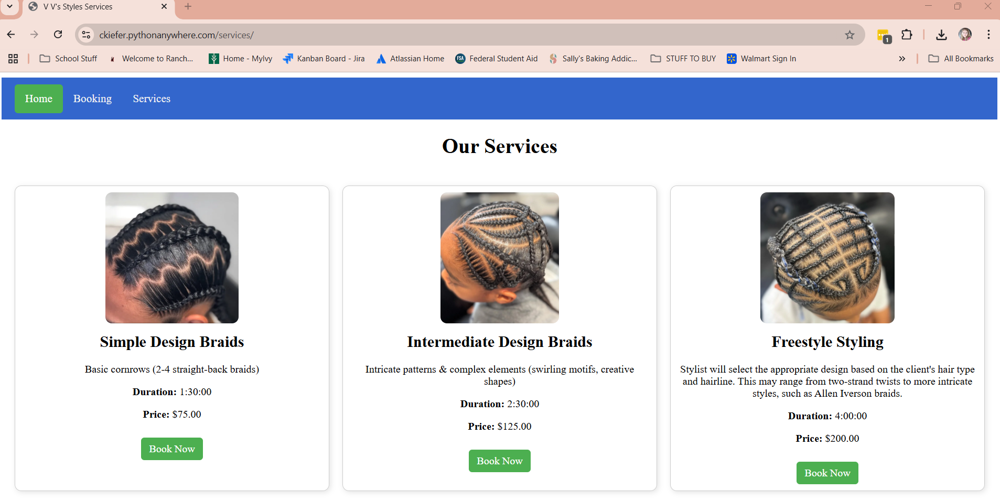 V V's Styles Services
ckiefer.pythonanywhere.com/services/
1
School Stuff
Welcome to Ranch...
Home - MyIvy
Kanban Board - Jira
Atlassian Home
FSA
Federal Student Aid
Sally's Baking Addic...
STUFF TO BUY
Walmart Sign In
All Bookmarks
Home
Booking
Services
Our Services
Simple Design Braids
Basic cornrows (2-4 straight-back braids)
Duration: 1:30:00
Price: $75.00
Book Now
Intermediate Design Braids
Intricate patterns & complex elements (swirling motifs, creative
shapes)
Duration: 2:30:00
Price: $125.00
Book Now
Freestyle Styling
Stylist will select the appropriate design based on the client's hair type
and hairline. This may range from two-strand twists to more intricate
styles, such as Allen Iverson braids.
Duration: 4:00:00
Price: $200.00
Book Now